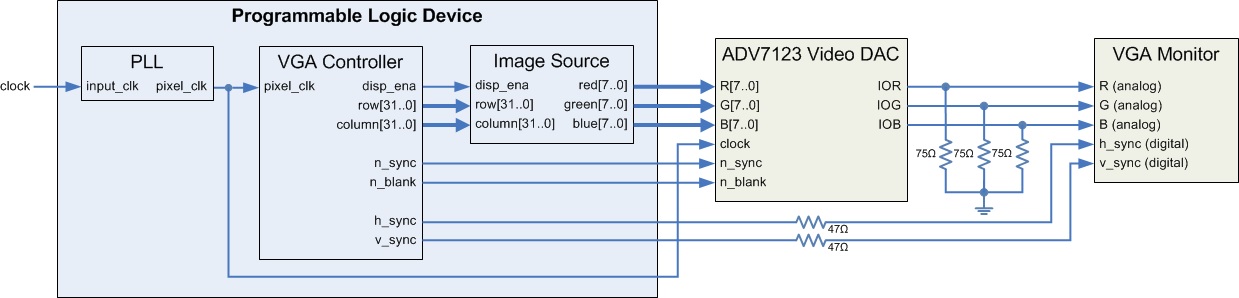 Programmable Logic Device
clock
PLL
input_clk pixel_clk
VGA Controller
pixel_clk disp_ena
row[31..0]
column[31..0]
n_sync
n_blank
h_sync
v_sync
Image Source
disp_ena red[7..0]
row[31..0] green[7..0]
column[31..0] blue[7..0]
ADV7123 Video DAC
R[7..0] IOR
G[7..0] IOG
B[7..0] IOB
clock
n_sync
n_blank
75Ω 75Ω 75Ω
47Ω
47Ω
VGA Monitor
R (analog)
G (analog)
B (analog)
h_sync (digital)
v_sync (digital)